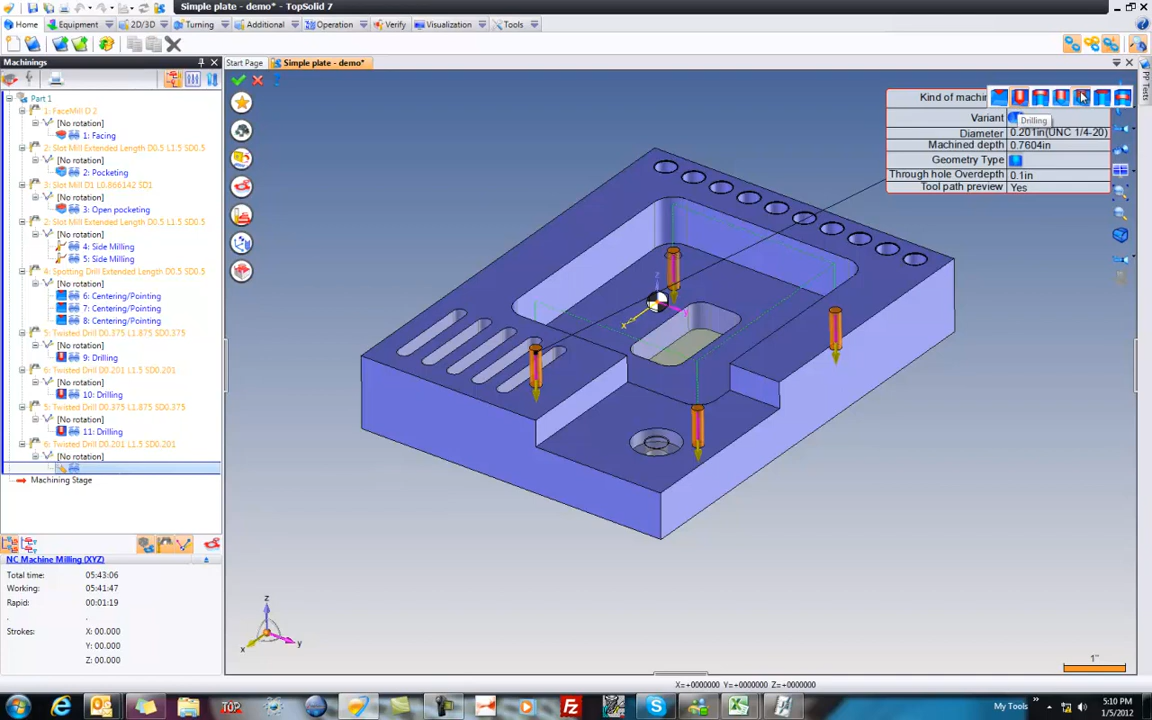 Simple plate - demo* - TopSolid 7
Home
Equipment
2D/3D
Turning
Additional
Operation
Verify
Visualization
Tools
Machinings
Start Page
Simple plate - demo*
PP-Tests
Part 1
1: FaceMill D 2
[No rotation]
1: Facing
2: Slot Mill Extended Length D0.5 L1.5 SD0.5
[No rotation]
2: Pocketing
3: Slot Mill D1 L0.866142 SD1
[No rotation]
3: Open pocketing
2: Slot Mill Extended Length D0.5 L1.5 SD0.5
[No rotation]
4: Side Milling
5: Side Milling
4: Spotting Drill Extended Length D0.5 SD0.5
[No rotation]
6: Centering/Pointing
7: Centering/Pointing
8: Centering/Pointing
5: Twisted Drill D0.375 L1.875 SD0.375
[No rotation]
9: Drilling
6: Twisted Drill D0.201 L1.5 SD0.201
[No rotation]
10: Drilling
5: Twisted Drill D0.375 L1.875 SD0.375
[No rotation]
11: Drilling
6: Twisted Drill D0.201 L1.5 SD0.201
[No rotation]
Machining Stage
Kind of machin
Variant
Drilling
Diameter 0.201in(UNC 1/4-20)
Machined depth 0.7604in
Geometry Type
Through hole Overdepth 0.1in
Tool path preview Yes
z
x
NC Machine Milling (XYZ)
Total time: 05:43:06
Working: 05:41:47
Rapid: 00:01:19
. .
Strokes: X: 00.000
Y: 00.000
Z: 00.000
z
x
y
1"
X=+0000000 Y=+0000000 Z=+0000000
TOP
My Tools
5:10 PM
1/5/2012